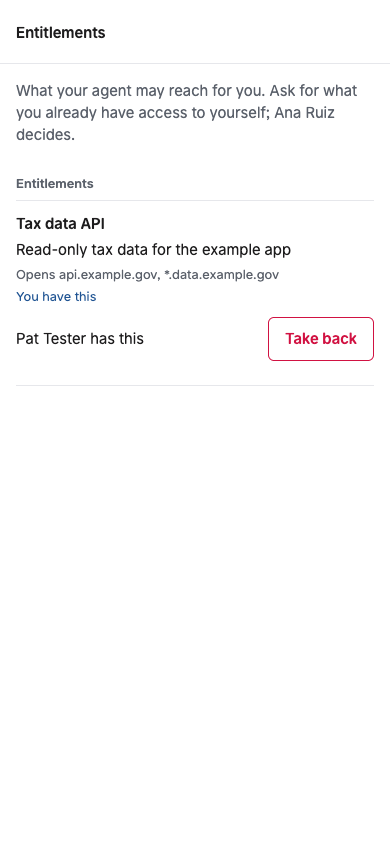 Entitlements
What your agent may reach for you. Ask for what
you already have access to yourself; Ana Ruiz
decides.
Entitlements
Tax data API
Read-only tax data for the example app
Opens api.example.gov, *.data.example.gov
You have this
Pat Tester has this
Take back